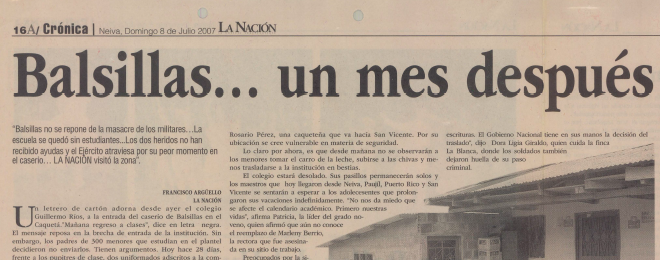 16A/ Crónica | Neiva, Domingo 8 de Julio 2007 LA NACIÓN
Balsillas... un mes después
"Balsillas no se repone de la masacre de los militares...La
escuela se quedó sin estudiantes...Los dos heridos no han
recibido ayudas y el Ejército atraviesa por su peor momento en
el caserío... LA NACIÓN visitó la zona".
FRANCISCO ARGÜELLO
LA NACIÓN
Un letrero de cartón adorna desde ayer el colegio
Guillermo Ríos, a la entrada del caserío de Balsillas en el
Caquetá."Mañana regreso a clases", dice en letra negra.
El mensaje reposa en la brecha de entrada de la institución. Sin
embargo, los padres de 300 menores que estudian en el plantel
decidieron no enviarlos. Tienen argumentos. Hoy hace 28 días,
frente a los pupitres de clase, dos uniformados adscritos a la com-
Rosario Pérez, una caqueteña que va hacía San Vicente. Por su
ubicación se cree vulnerable en materia de seguridad.
Lo claro por ahora, es que desde mañana no se observarán a
los menores tomar el carro de la leche, subirse a las chivas y me-
nos trasladarse a la institución en bestias.
El colegio estará desolado. Sus pasillos permanecerán solos y
los maestros que hoy llegaron desde Neiva, Paujil, Puerto Rico y San
Vicente se sentarán a esperar a los adolecentes que prolon-
garon sus vacaciones indefinidamente. "No nos da miedo que
se afecte el calendario académico. Primero nuestras
vidas", afirma Patricia, la líder del grado no-
veno, quien afirmó que aún no conoce
el reemplazo de Markeny Berrio,
la rectora que fue asesina-
da en su sitio de trabajo.
Preocupados por la si-
escrituras. El Gobierno Nacional tiene en sus manos la decisión del
traslado", dijo Dora Ligia Giraldo, quien cuida la finca
La Blanca, donde los soldados también
dejaron huella de su paso
criminal.